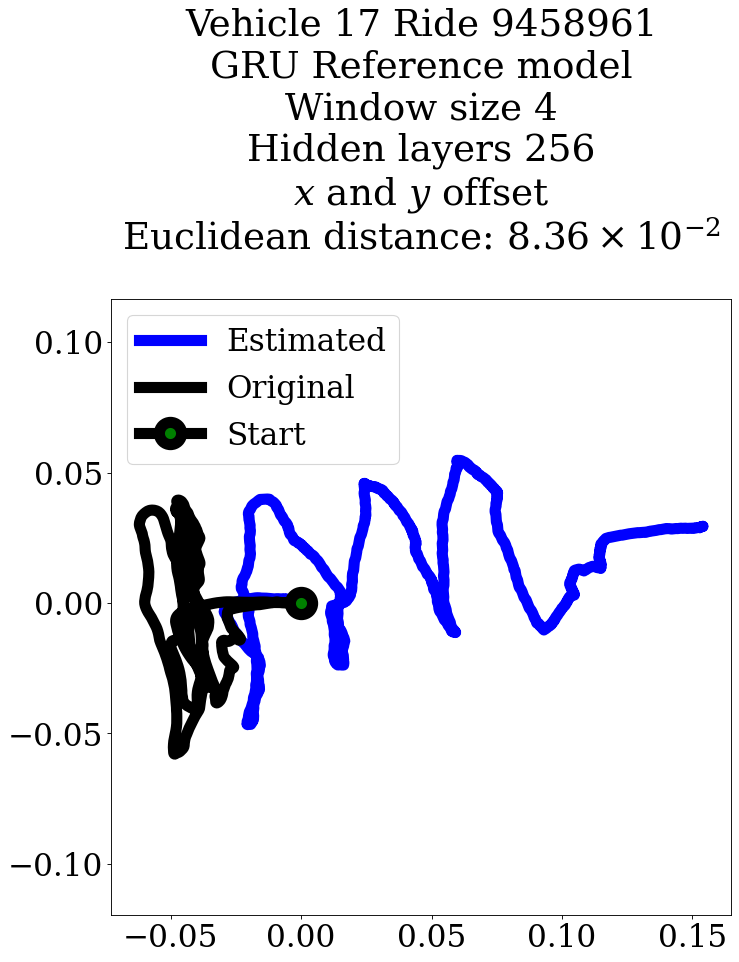 Vehicle 17 Ride 9458961
GRU Reference model
Window size 4
Hidden layers 256
x and y offset
Euclidean distance: 8.36 × 10⁻²
Estimated
Original
Start
0.10
0.05
0.00
−0.05
−0.10
−0.05 0.00 0.05 0.10 0.15